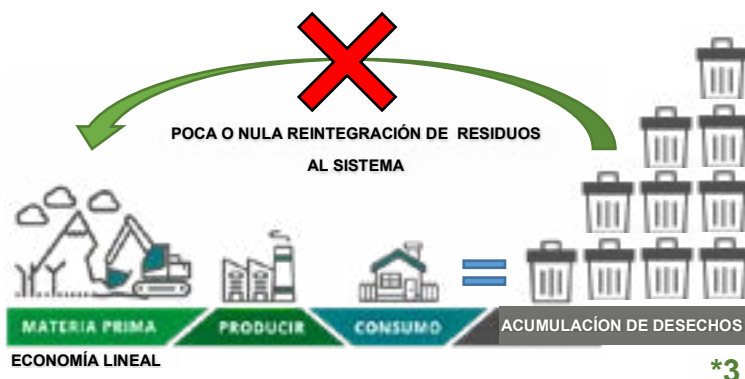 POCA O NULA REINTEGRACIÓN DE RESIDUOS
AL SISTEMA
MATERIA PRIMA
PRODUCIR
CONSUMO
ACUMULACÍON DE DESECHOS
ECONOMÍA LINEAL
*3